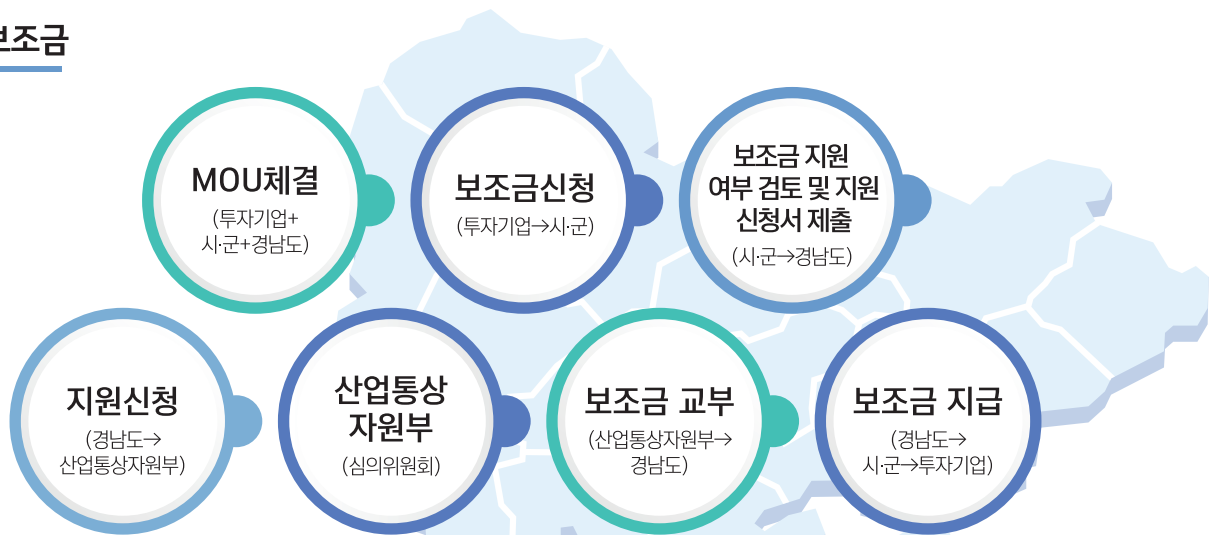 보조금
MOU체결
(투자기업+
시·군+경남도)
보조금신청
(투자기업→시·군)
보조금 지원
여부 검토 및 지원
신청서 제출
(시·군→경남도)
지원신청
(경남도→
산업통상자원부)
산업통상
자원부
(심의위원회)
보조금 교부
(산업통상자원부→
경남도)
보조금 지급
(경남도→
시·군→투자기업)